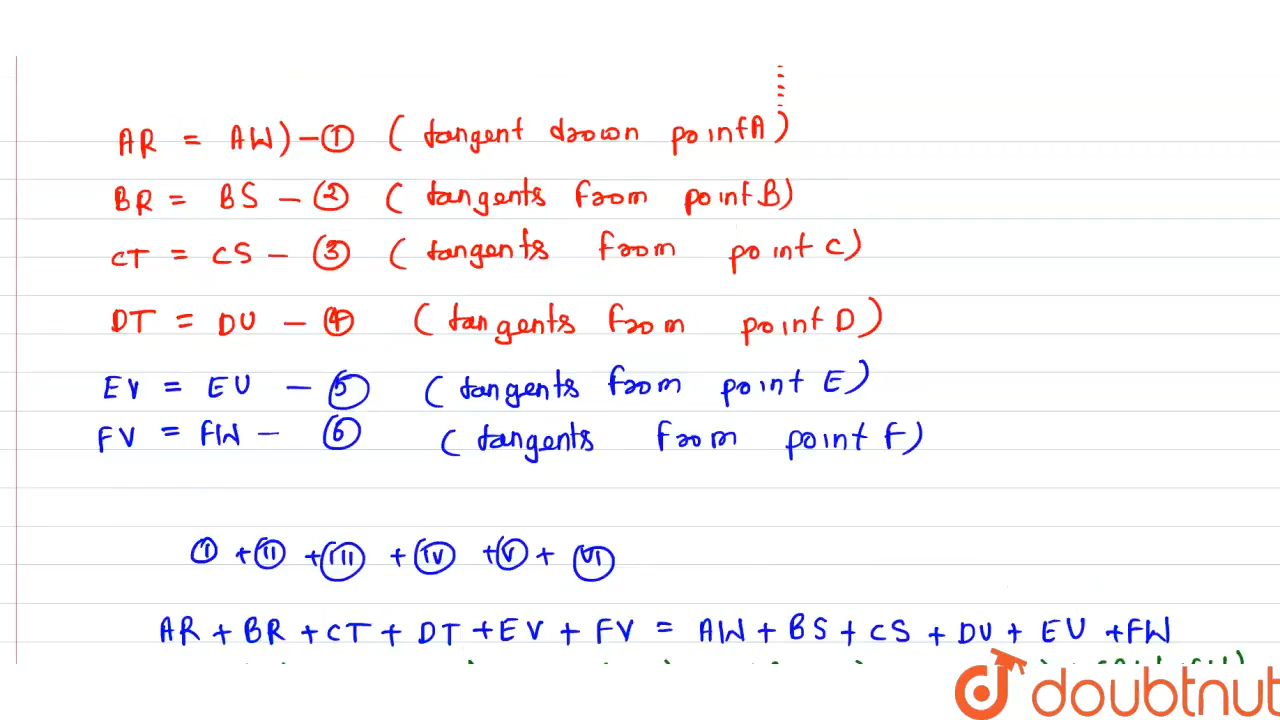 AR = AW) - ① ( tangent drown point A)
BR = BS - ② ( tangents from point B)
CT = CS - ③ ( tangents from point C)
DT = DU - ④ ( tangents from point D)
EV = EU - ⑤ ( tangents from point E)
FV = FW - ⑥ ( tangents from point F)
Ⓘ + ⓘⓘ + ⓘⓘⓘ + ⓘⓥ + ⓥ + ⓥⓘ
AR + BR + CT + DT + EV + FV = AW + BS + CS + DU + EU + FW
doubtnut